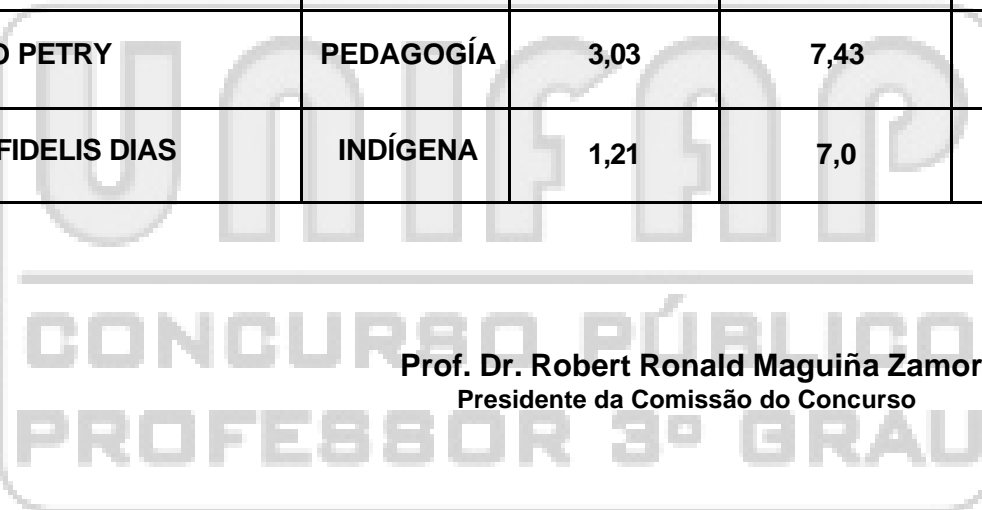 O PETRY PEDAGOGÍA 3,03 7,43
FIDELIS DIAS INDÍGENA 1,21 7,0
UNIFAP
CONCURSO PÚBLICO
Prof. Dr. Robert Ronald Maguiña Zamor
Presidente da Comissão do Concurso
PROFESSOR 3º GRAU